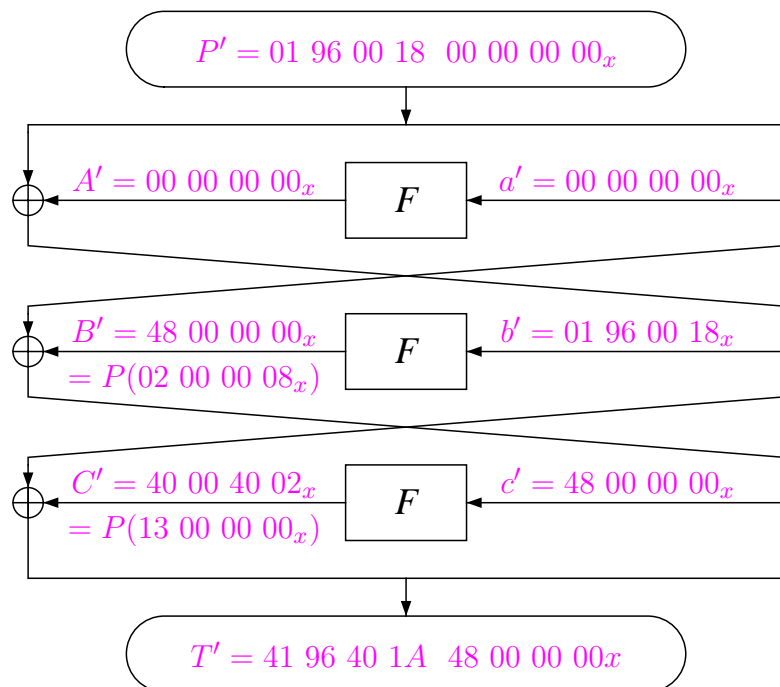 P′ = 01 96 00 18 00 00 00 00ₓ
A′ = 00 00 00 00ₓ
F
a′ = 00 00 00 00ₓ
B′ = 48 00 00 00ₓ
= P(02 00 00 08ₓ)
F
b′ = 01 96 00 18ₓ
C′ = 40 00 40 02ₓ
= P(13 00 00 00ₓ)
F
c′ = 48 00 00 00ₓ
T′ = 41 96 40 1A 48 00 00 00x